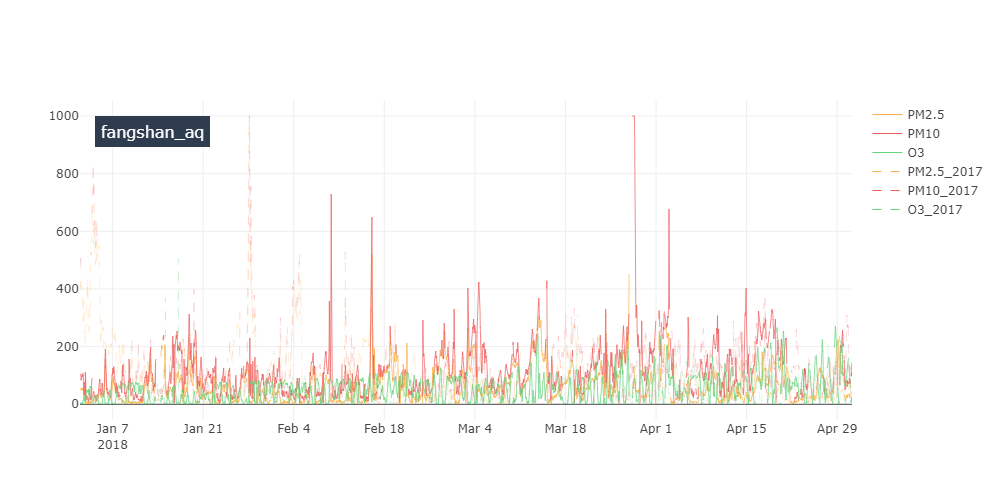 fangshan_aq
1000
800
600
400
200
0
Jan 7
2018
Jan 21
Feb 4
Feb 18
Mar 4
Mar 18
Apr 1
Apr 15
Apr 29
PM2.5
PM10
O3
PM2.5_2017
PM10_2017
O3_2017